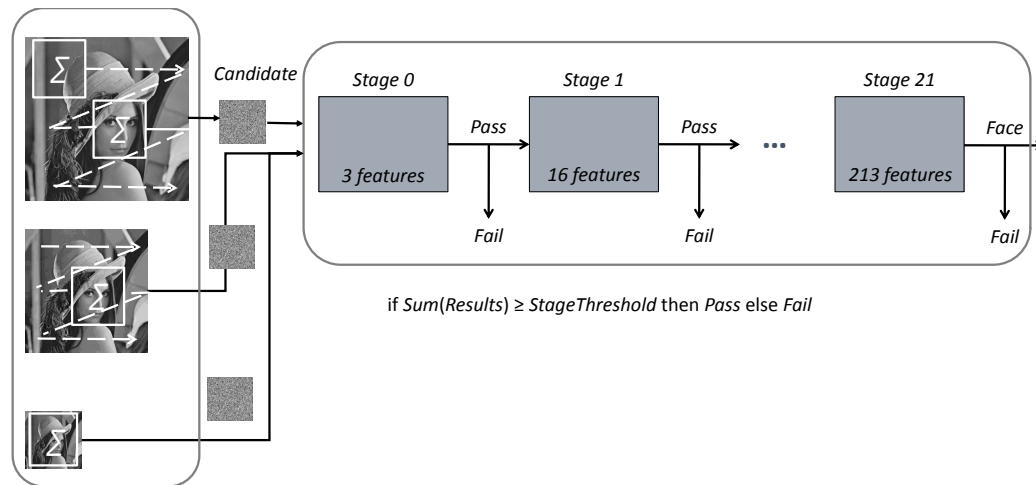 Σ
Σ
Σ
Σ
Candidate
Stage 0
3 features
Pass
Fail
Stage 1
16 features
Pass
Fail
...
Stage 21
213 features
Face
Fail
if Sum(Results) ≥ StageThreshold then Pass else Fail